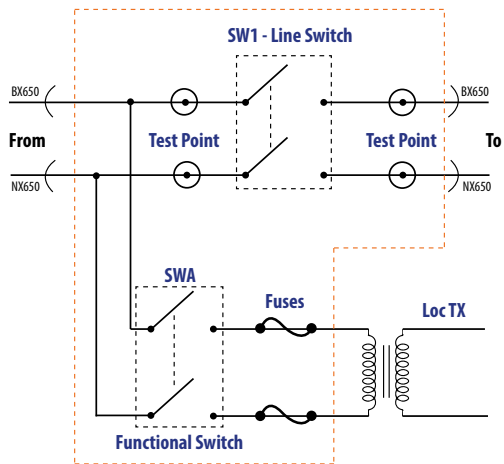 SW1 - Line Switch
BX650
BX650
From
Test Point
Test Point
To
NX650
NX650
SWA
Fuses
Loc TX
Functional Switch